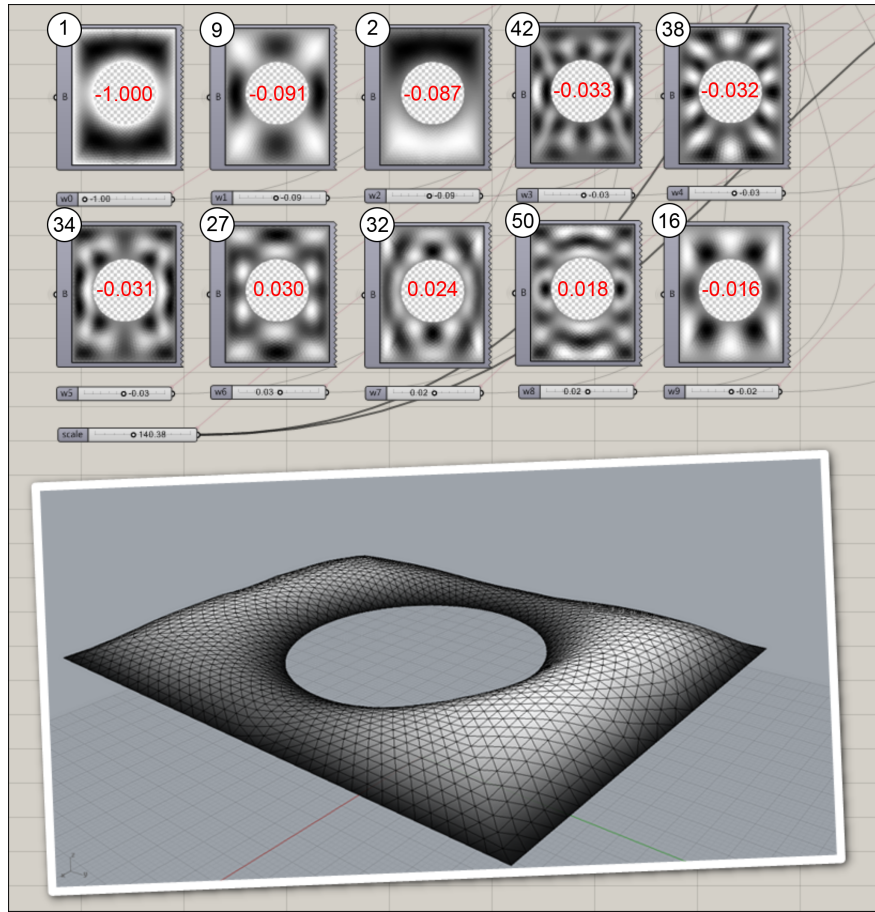 1 9 2 42 38
B B B B B
-1.000 -0.091 -0.087 -0.033 -0.032
w0 -1.00 w1 -0.09 w2 -0.09 w3 -0.03 w4 -0.03
34 27 32 50 16
B B B B B
-0.031 0.030 0.024 0.018 -0.016
w5 -0.03 w6 0.03 w7 0.02 w8 0.02 w9 -0.02
scale 140.38